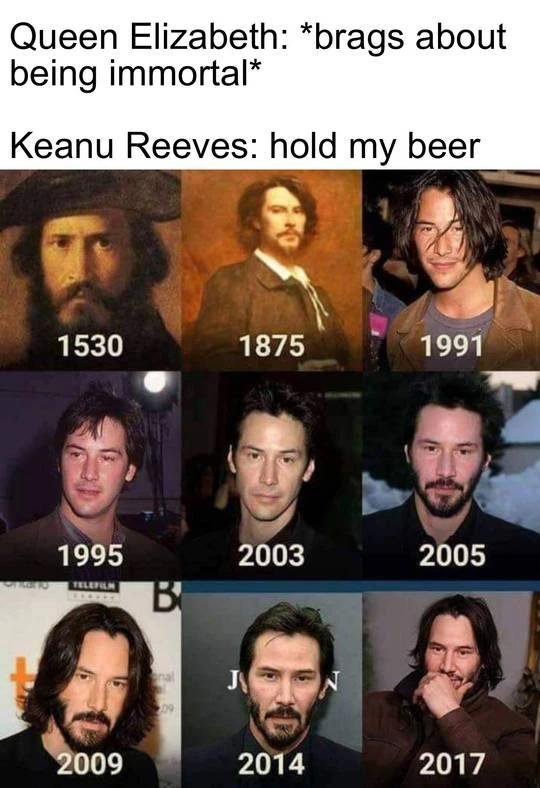 Queen Elizabeth: *brags about
being immortal*
Keanu Reeves: hold my beer
1530
1875
1991
1995
2003
2005
TELEFILM
B
J
N
2009
2014
2017